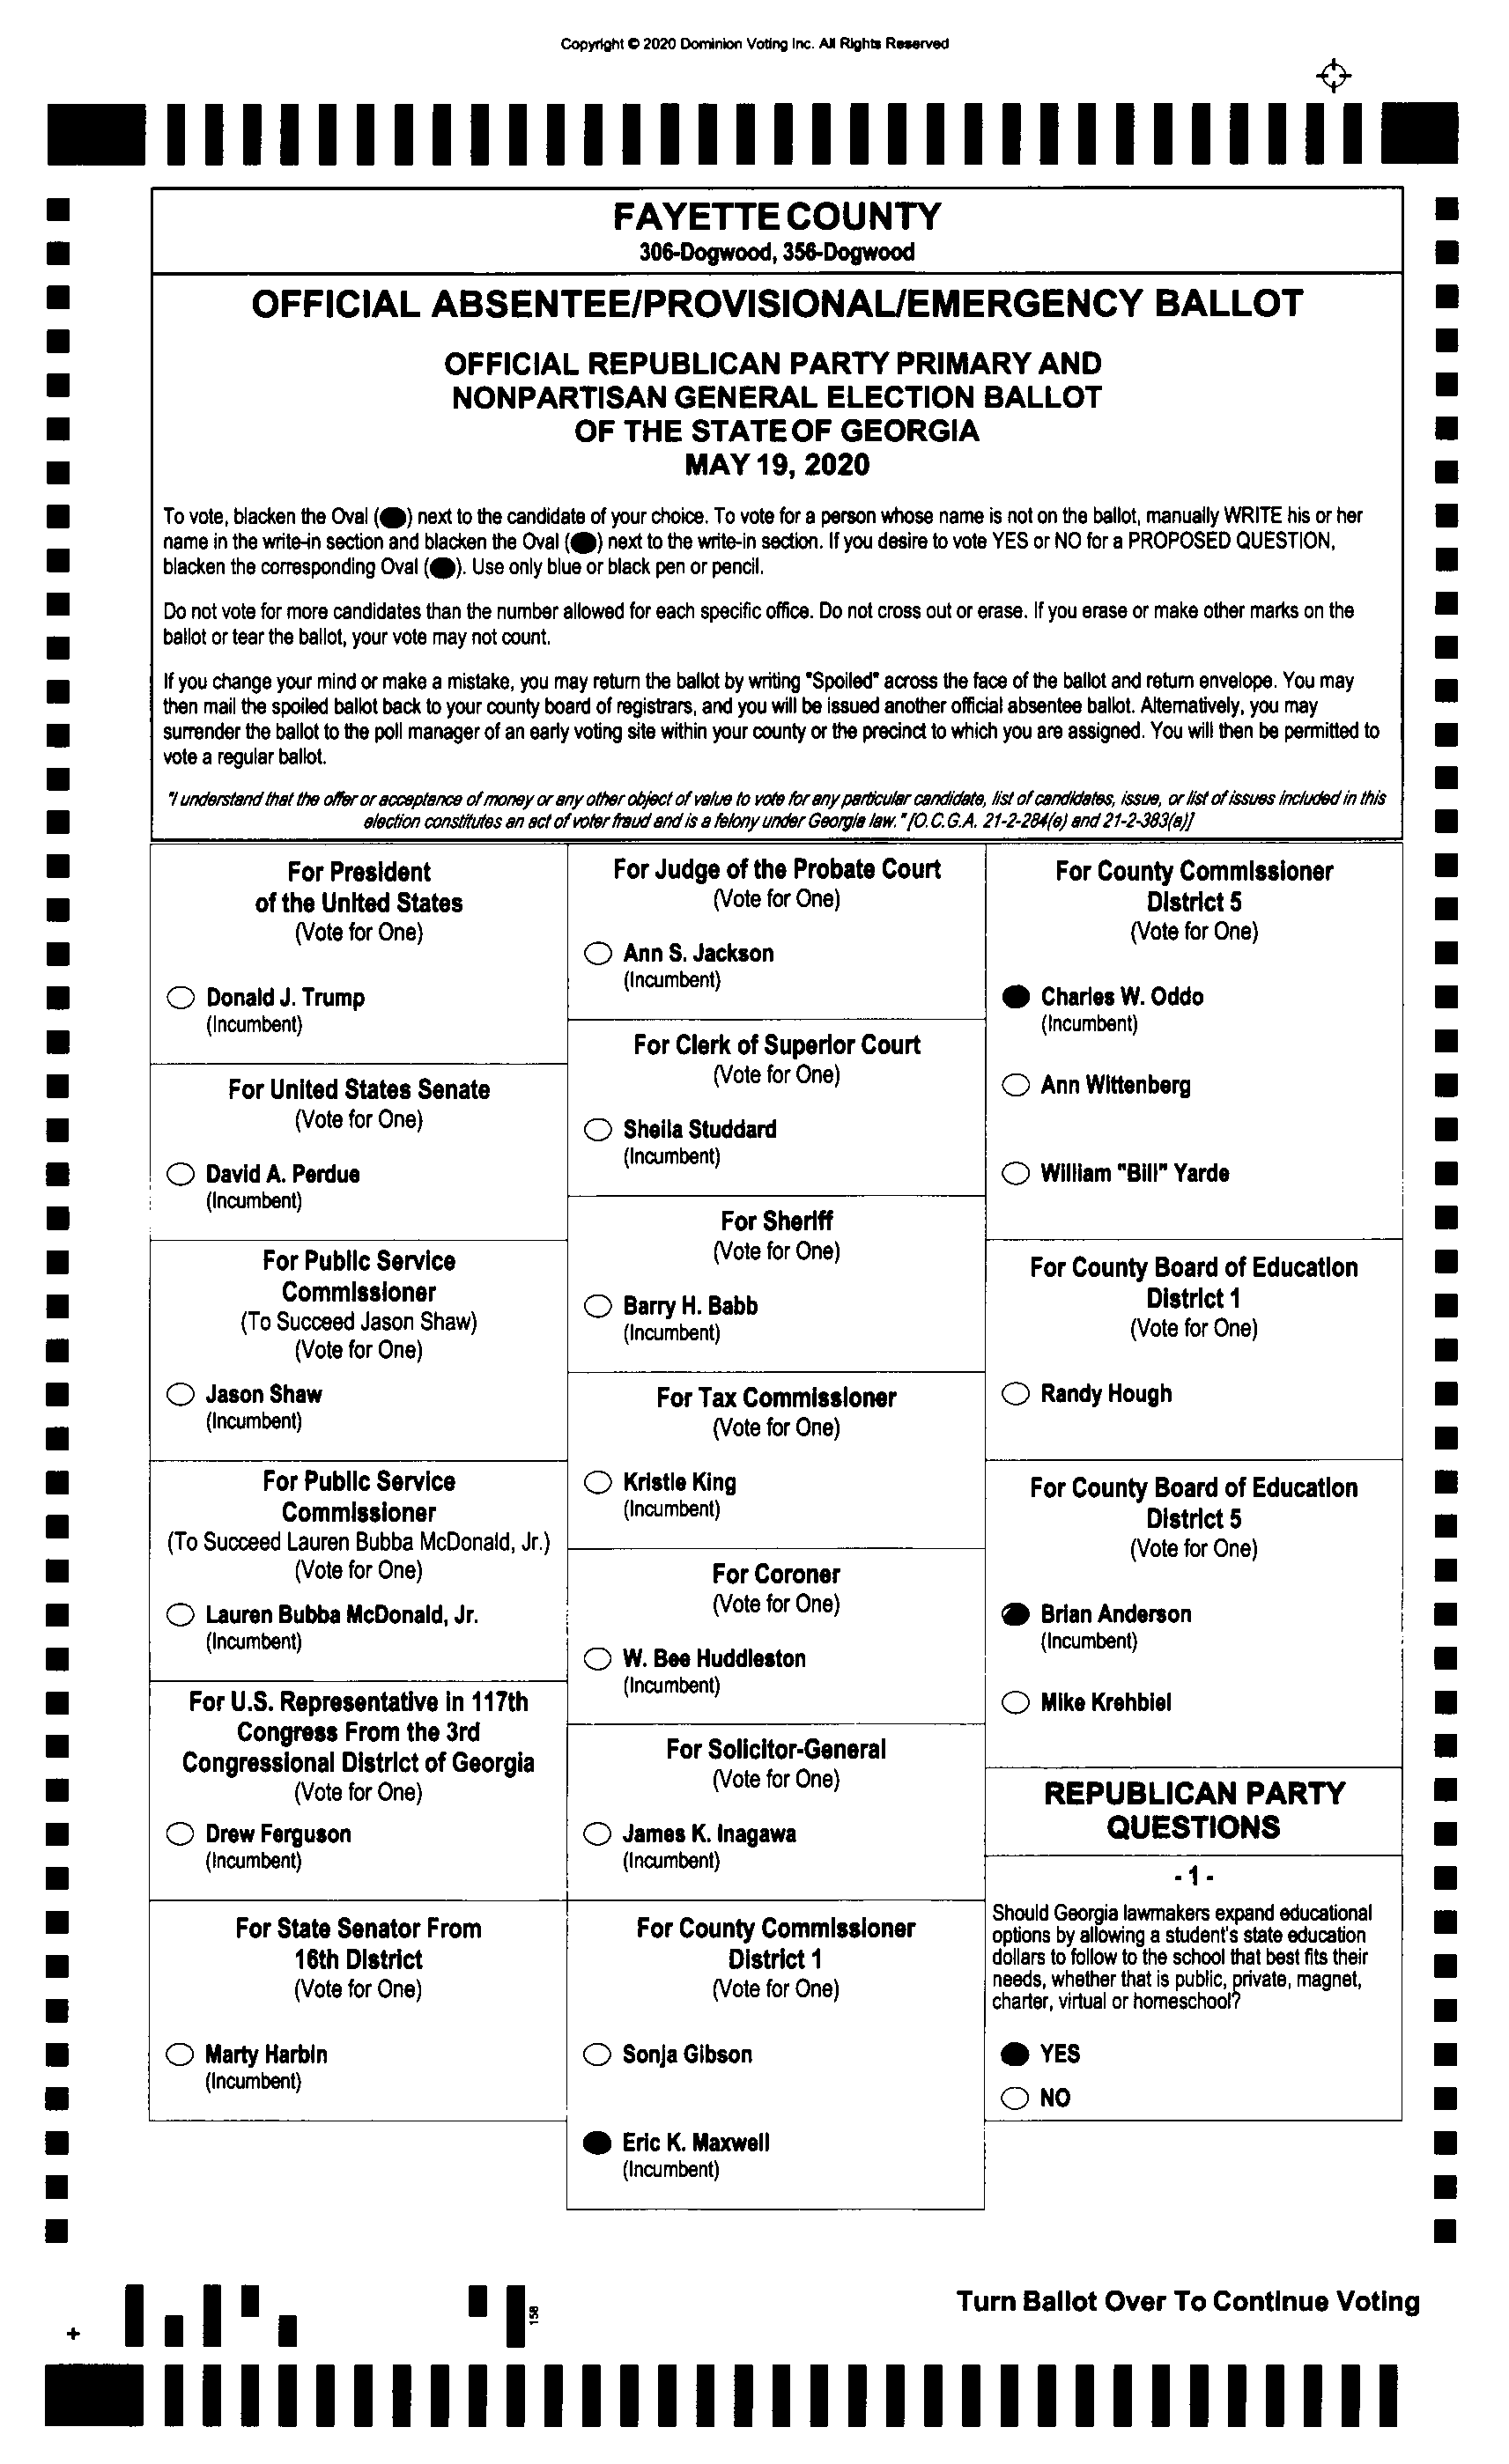 Copyright © 2020 Dominion Voting Inc. All Rights Reserved
FAYETTE COUNTY
306-Dogwood, 356-Dogwood
OFFICIAL ABSENTEE/PROVISIONAL/EMERGENCY BALLOT
OFFICIAL REPUBLICAN PARTY PRIMARY AND
NONPARTISAN GENERAL ELECTION BALLOT
OF THE STATE OF GEORGIA
MAY 19, 2020
To vote, blacken the Oval ( ) next to the candidate of your choice. To vote for a person whose name is not on the ballot, manually WRITE his or her
name in the write-in section and blacken the Oval ( ) next to the write-in section. If you desire to vote YES or NO for a PROPOSED QUESTION,
blacken the corresponding Oval ( ). Use only blue or black pen or pencil.
Do not vote for more candidates than the number allowed for each specific office. Do not cross out or erase. If you erase or make other marks on the
ballot or tear the ballot, your vote may not count.
If you change your mind or make a mistake, you may return the ballot by writing "Spoiled" across the face of the ballot and return envelope. You may
then mail the spoiled ballot back to your county board of registrars, and you will be issued another official absentee ballot. Alternatively, you may
surrender the ballot to the poll manager of an early voting site within your county or the precinct to which you are assigned. You will then be permitted to
vote a regular ballot.
"I understand that the offer or acceptance of money or any other object of value to vote for any particular candidate, list of candidates, issue, or list of issues included in this
election constitutes an act of voter fraud and is a felony under Georgia law." [O.C.G.A. 21-2-284(e) and 21-2-383(a)]
For President
of the United States
(Vote for One)
Donald J. Trump
(Incumbent)
For United States Senate
(Vote for One)
David A. Perdue
(Incumbent)
For Public Service
Commissioner
(To Succeed Jason Shaw)
(Vote for One)
Jason Shaw
(Incumbent)
For Public Service
Commissioner
(To Succeed Lauren Bubba McDonald, Jr.)
(Vote for One)
Lauren Bubba McDonald, Jr.
(Incumbent)
For U.S. Representative in 117th
Congress From the 3rd
Congressional District of Georgia
(Vote for One)
Drew Ferguson
(Incumbent)
For State Senator From
16th District
(Vote for One)
Marty Harbin
(Incumbent)
For Judge of the Probate Court
(Vote for One)
Ann S. Jackson
(Incumbent)
For Clerk of Superior Court
(Vote for One)
Sheila Studdard
(Incumbent)
For Sheriff
(Vote for One)
Barry H. Babb
(Incumbent)
For Tax Commissioner
(Vote for One)
Kristie King
(Incumbent)
For Coroner
(Vote for One)
W. Bee Huddleston
(Incumbent)
For Solicitor-General
(Vote for One)
James K. Inagawa
(Incumbent)
For County Commissioner
District 1
(Vote for One)
Sonja Gibson
Eric K. Maxwell
(Incumbent)
For County Commissioner
District 5
(Vote for One)
Charles W. Oddo
(Incumbent)
Ann Wittenberg
William "Bill" Yarde
For County Board of Education
District 1
(Vote for One)
Randy Hough
For County Board of Education
District 5
(Vote for One)
Brian Anderson
(Incumbent)
Mike Krehbiel
REPUBLICAN PARTY
QUESTIONS
- 1 -
Should Georgia lawmakers expand educational
options by allowing a student's state education
dollars to follow to the school that best fits their
needs, whether that is public, private, magnet,
charter, virtual or homeschool?
YES
NO
158
Turn Ballot Over To Continue Voting
+